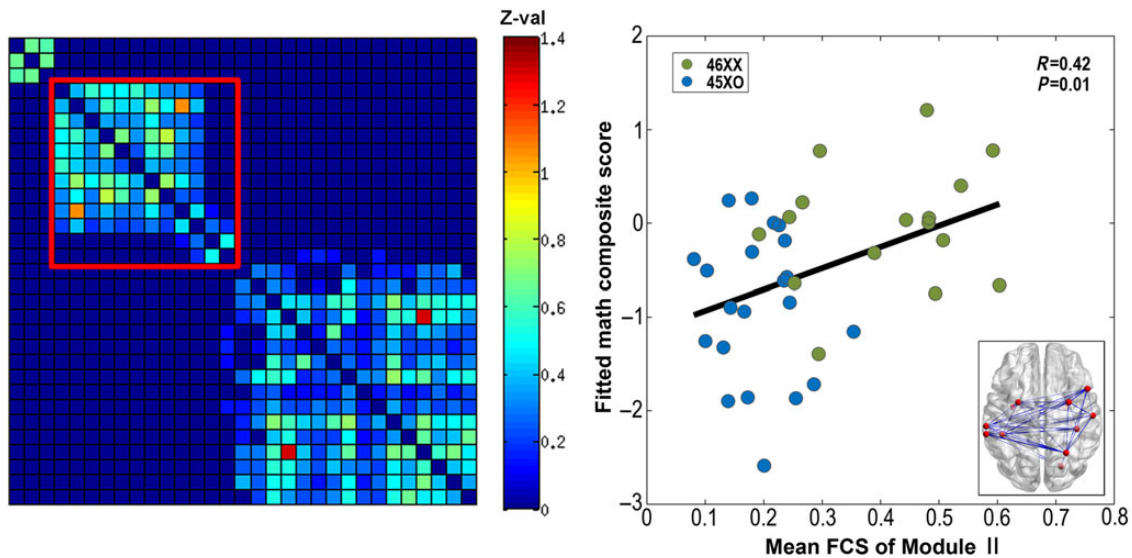 Z-val
1.4
1.2
1
0.8
0.6
0.4
0.2
0
Fitted math composite score
2
1
0
−1
−2
−3
46XX
45XO
R=0.42
P=0.01
0 0.1 0.2 0.3 0.4 0.5 0.6 0.7 0.8
Mean FCS of Module II